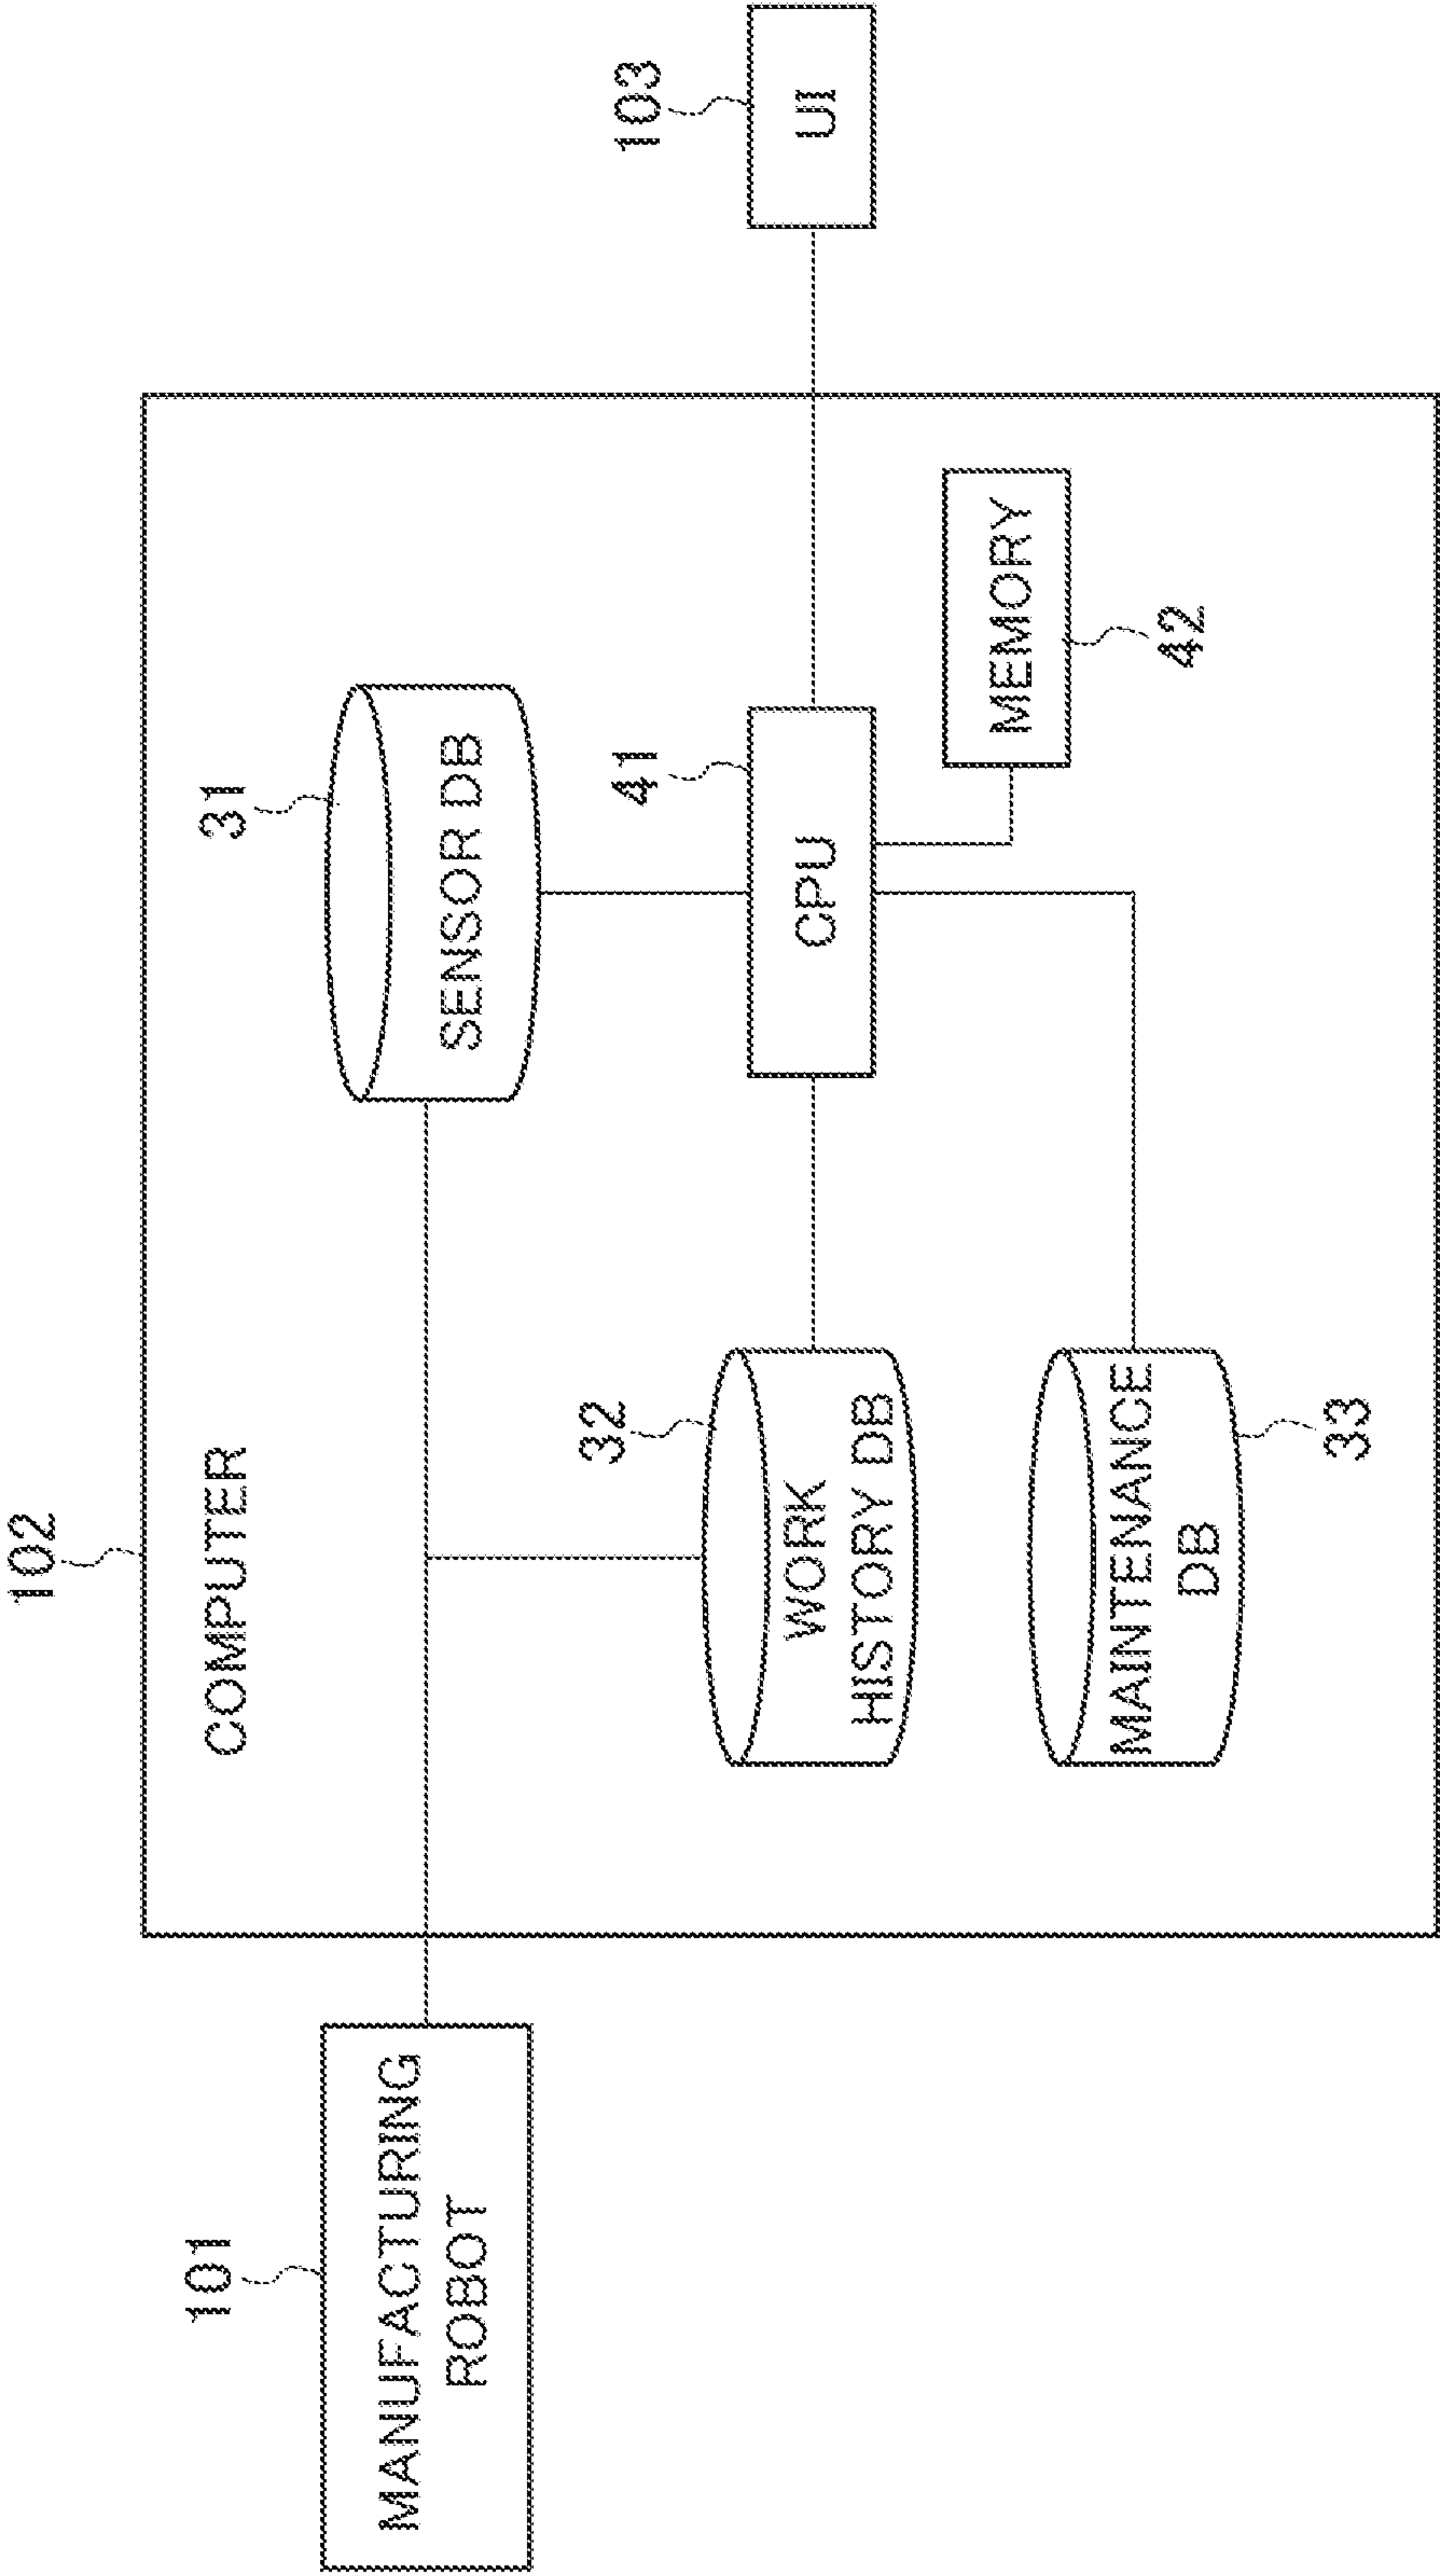 102
COMPUTER
31
SENSOR DB
103
UI
41
CPU
101
MANUFACTURING
ROBOT
32
WORK
HISTORY DB
MEMORY
42
MAINTENANCE
DB
33